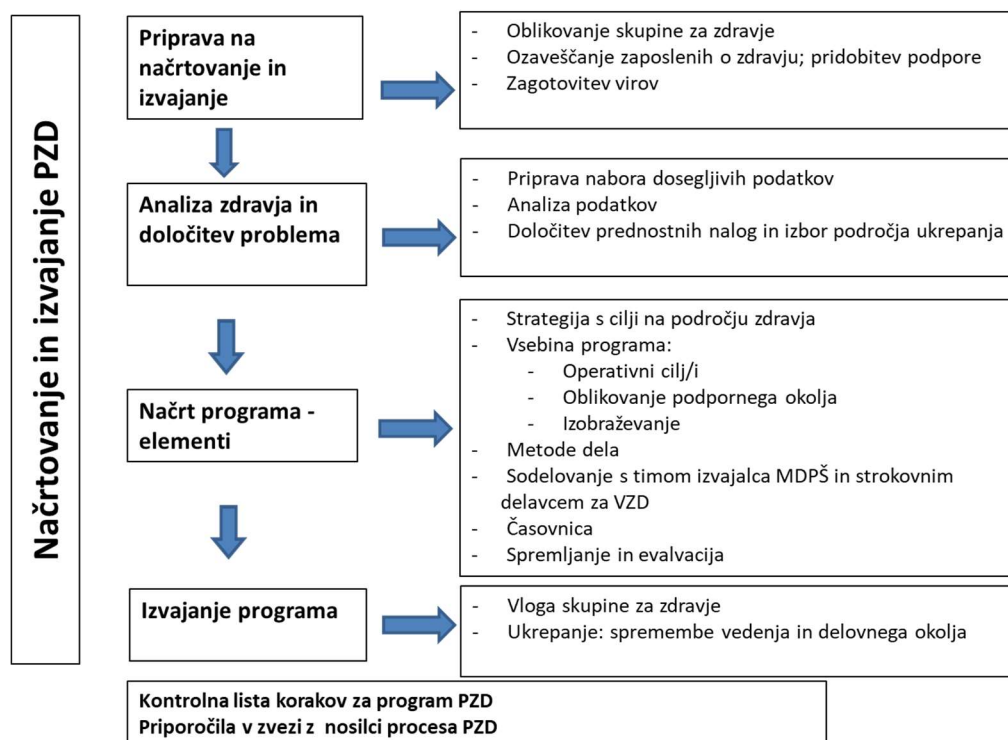 Načrtovanje in izvajanje PZD
Priprava na
načrtovanje in
izvajanje
- Oblikovanje skupine za zdravje
- Ozaveščanje zaposlenih o zdravju; pridobitev podpore
- Zagotovitev virov
Analiza zdravja in
določitev problema
- Priprava nabora dosegljivih podatkov
- Analiza podatkov
- Določitev prednostnih nalog in izbor področja ukrepanja
Načrt programa -
elementi
- Strategija s cilji na področju zdravja
- Vsebina programa:
- Operativni cilj/i
- Oblikovanje podpornega okolja
- Izobraževanje
- Metode dela
- Sodelovanje s timom izvajalca MDPŠ in strokovnim
delavcem za VZD
- Časovnica
- Spremljanje in evalvacija
Izvajanje programa
- Vloga skupine za zdravje
- Ukrepanje: spremembe vedenja in delovnega okolja
Kontrolna lista korakov za program PZD
Priporočila v zvezi z nosilci procesa PZD